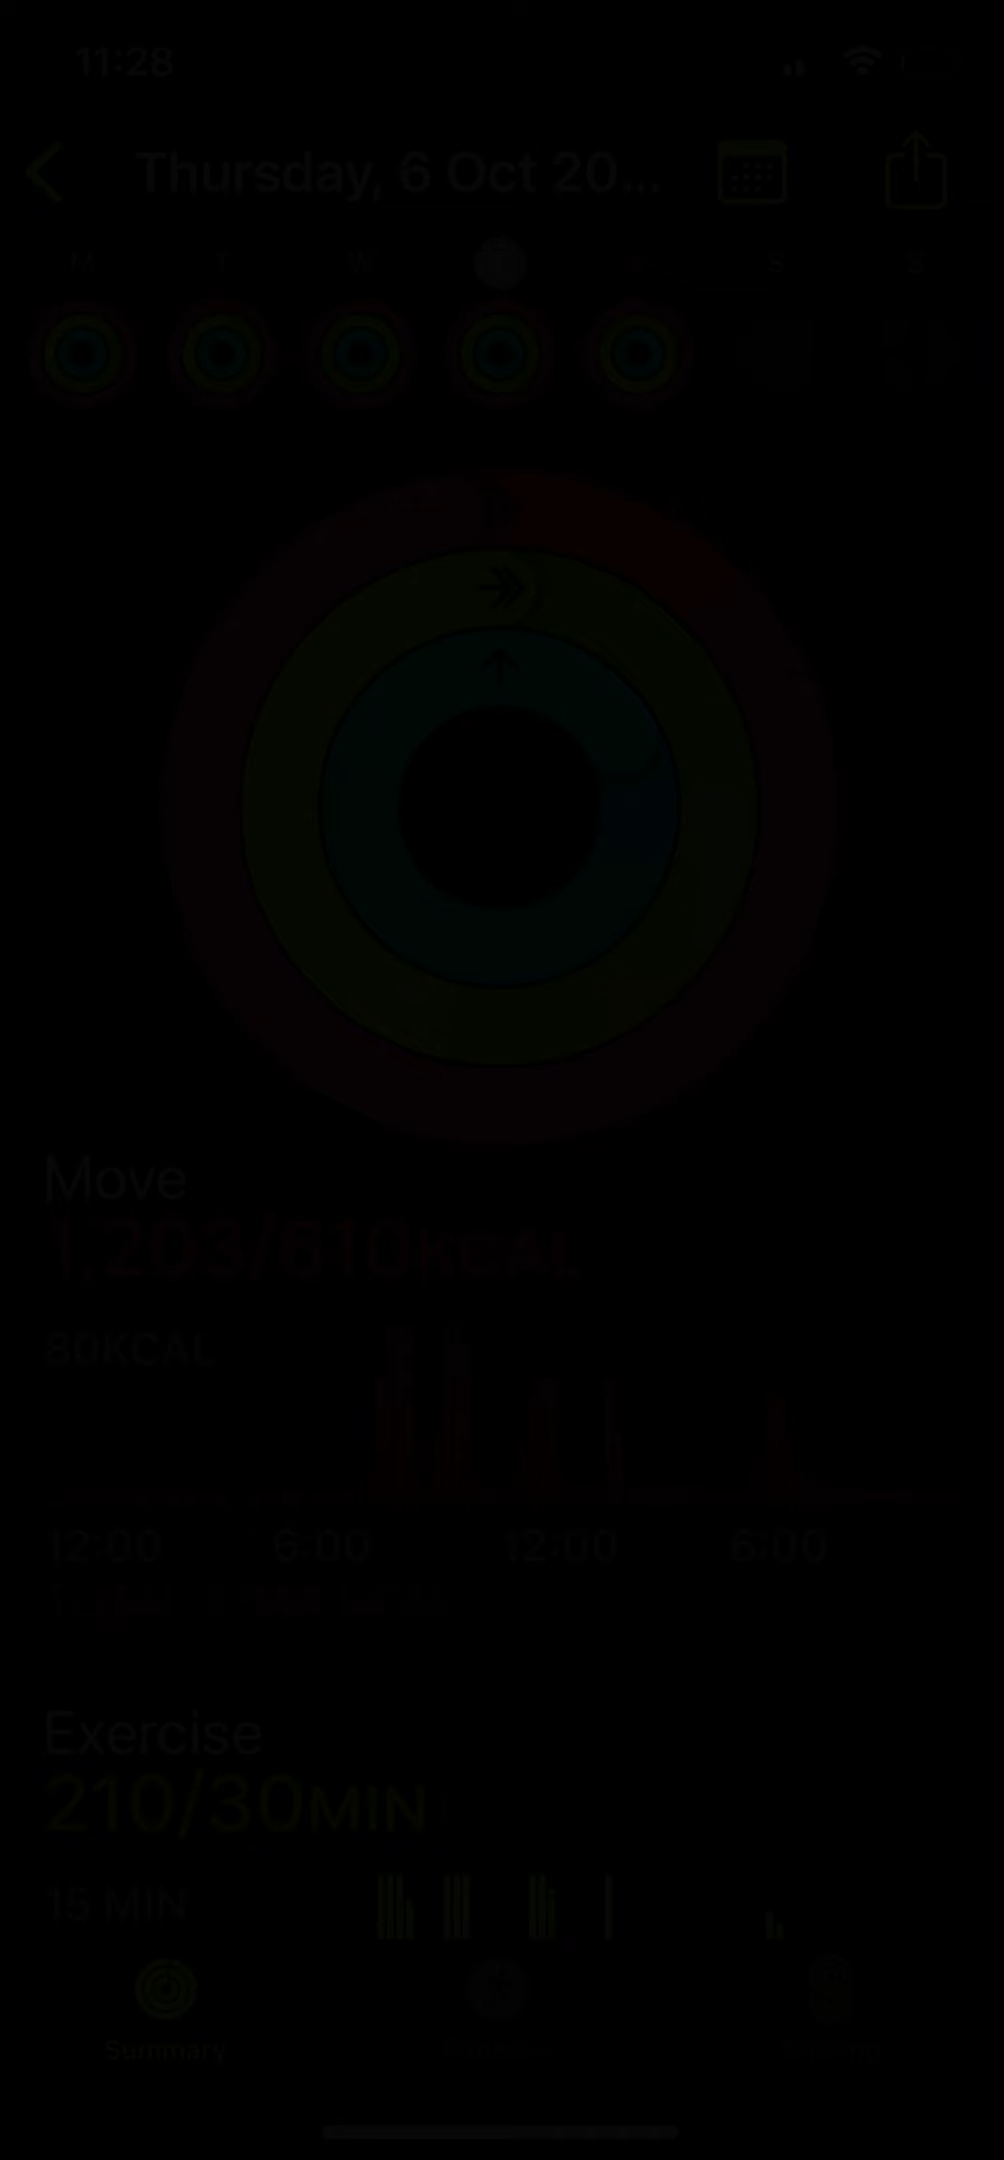 11:28
Thursday, 6 Oct 20...
M T W T S S
Move
1,203/610KCAL
80KCAL
12:00 6:00 12:00 6:00
Exercise
210/30MIN
15 MIN
Summary